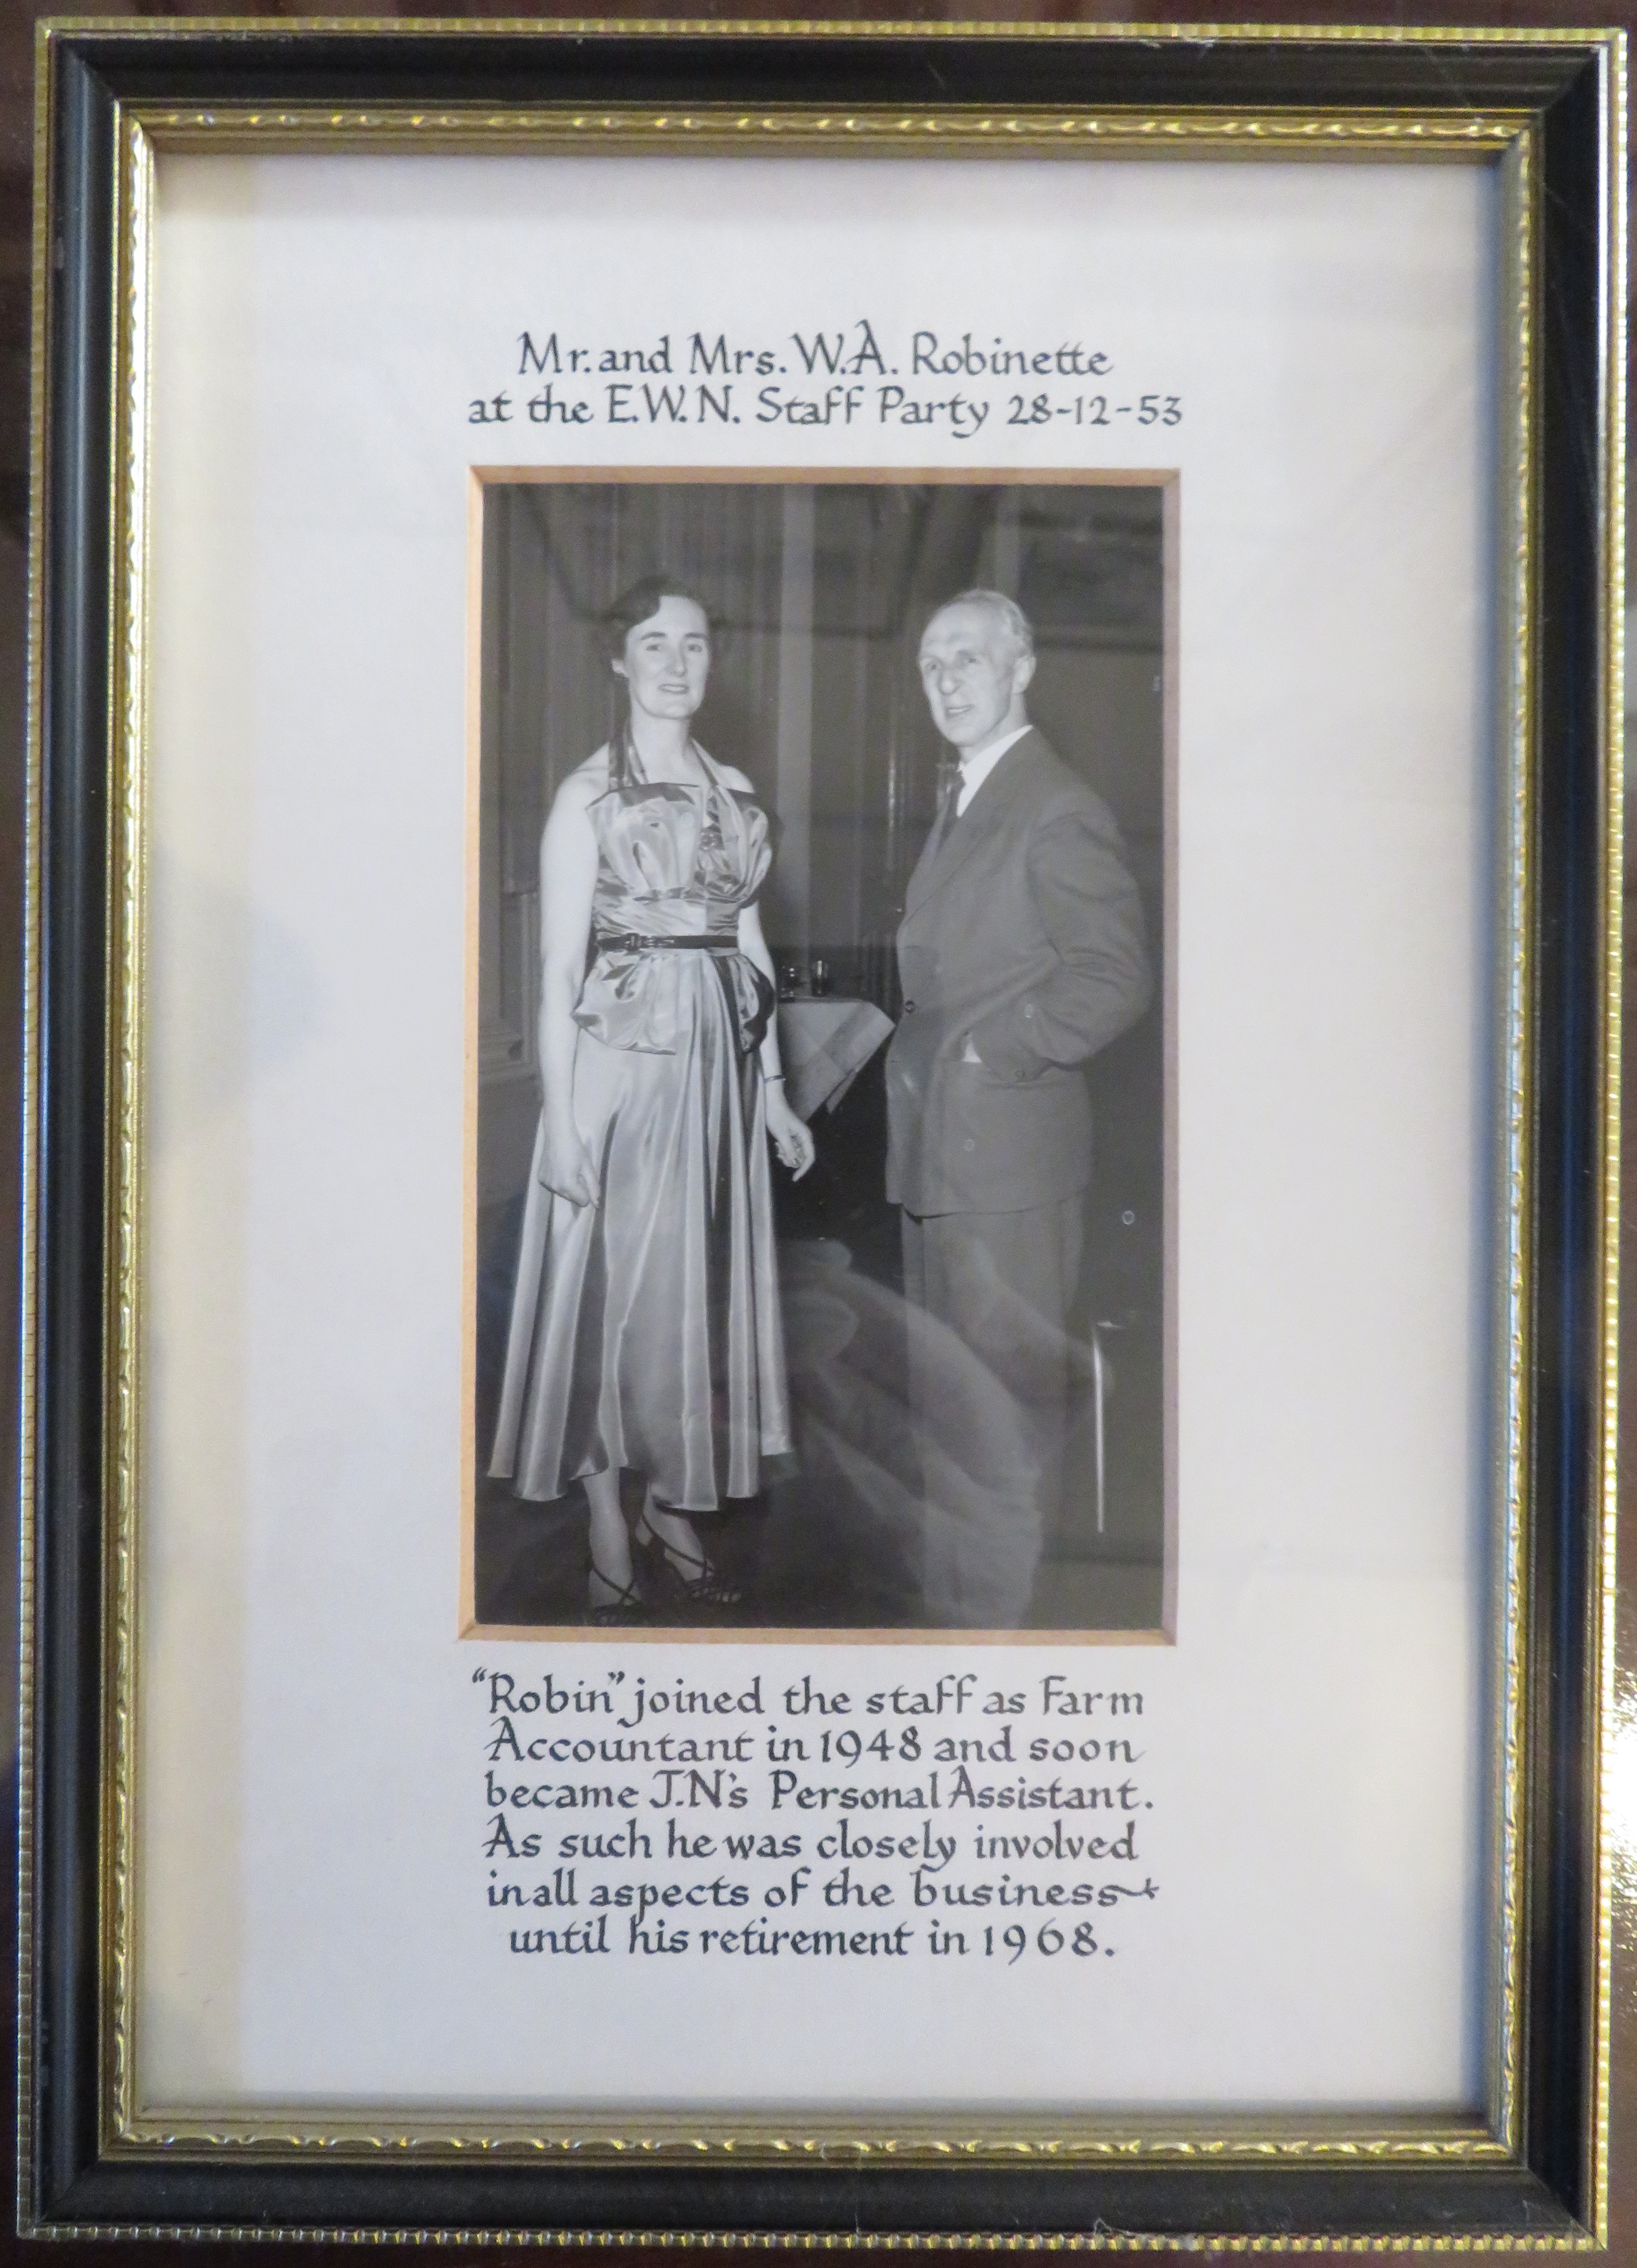 Mr. and Mrs. W.A. Robinette
at the E.W.N. Staff Party 28-12-53
“Robin” joined the staff as Farm
Accountant in 1948 and soon
became J.N's Personal Assistant.
As such he was closely involved
in all aspects of the business
until his retirement in 1968.